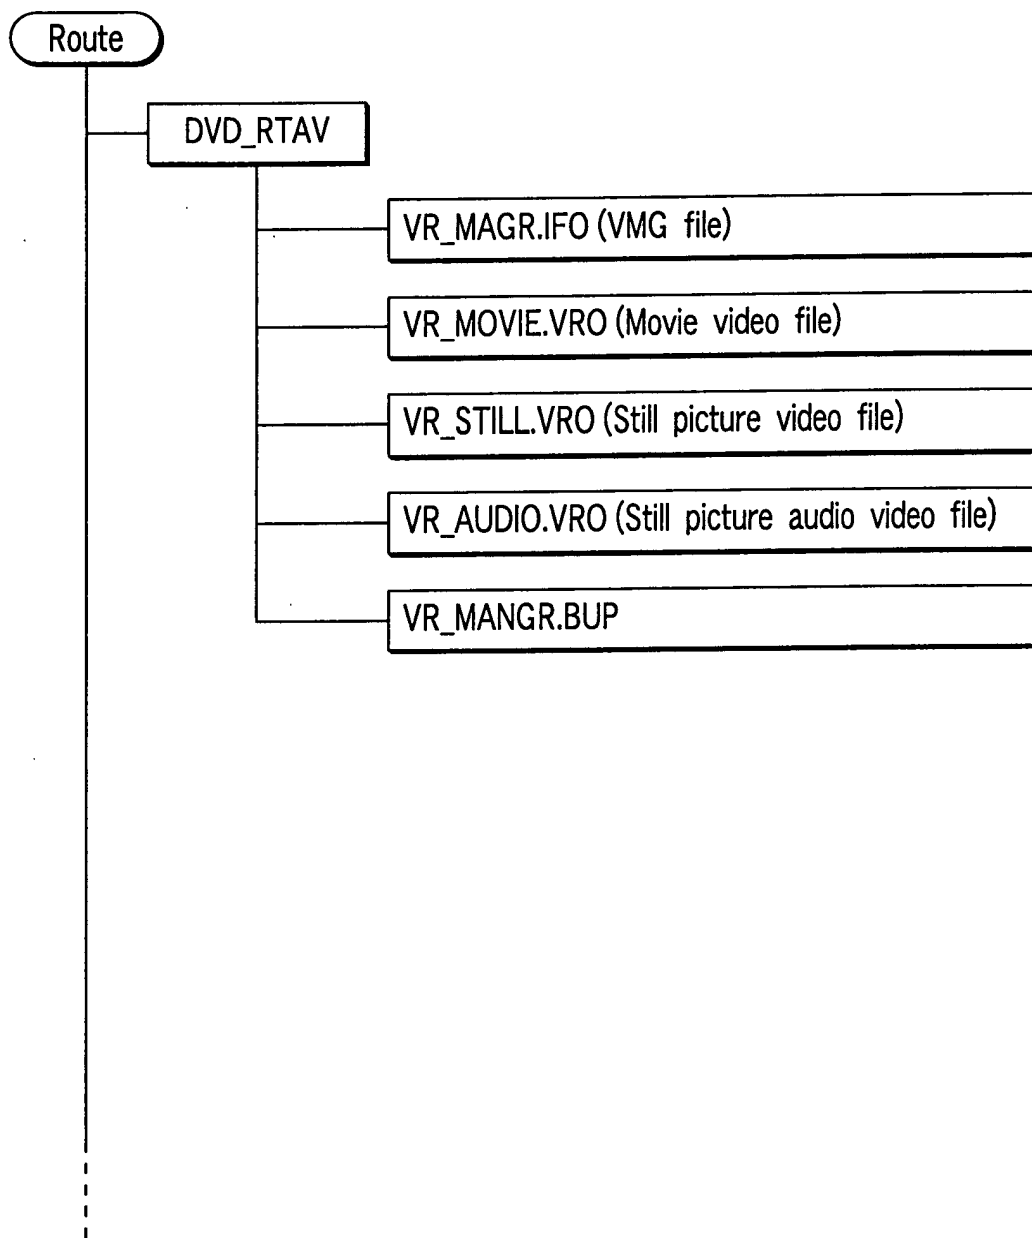 Route
DVD_RTAV
VR_MAGR.IFO (VMG file)
VR_MOVIE.VRO (Movie video file)
VR_STILL.VRO (Still picture video file)
VR_AUDIO.VRO (Still picture audio video file)
VR_MANGR.BUP